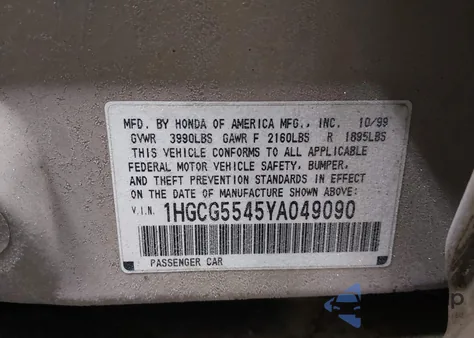 MFD. BY HONDA OF AMERICA MFG., INC. 10/99
GVWR 3980LBS GAWR F 2160LBS R 1895LBS
THIS VEHICLE CONFORMS TO ALL APPLICABLE
FEDERAL MOTOR VEHICLE SAFETY, BUMPER,
AND THEFT PREVENTION STANDARDS IN EFFECT
ON THE DATE OF MANUFACTURE SHOWN ABOVE:
V.I.N. 1HGCG5545YA049090
PASSENGER CAR